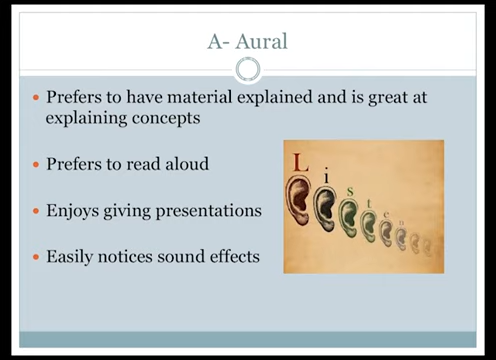 A- Aural
• Prefers to have material explained and is great at
explaining concepts
• Prefers to read aloud
• Enjoys giving presentations
• Easily notices sound effects
L i s t e n